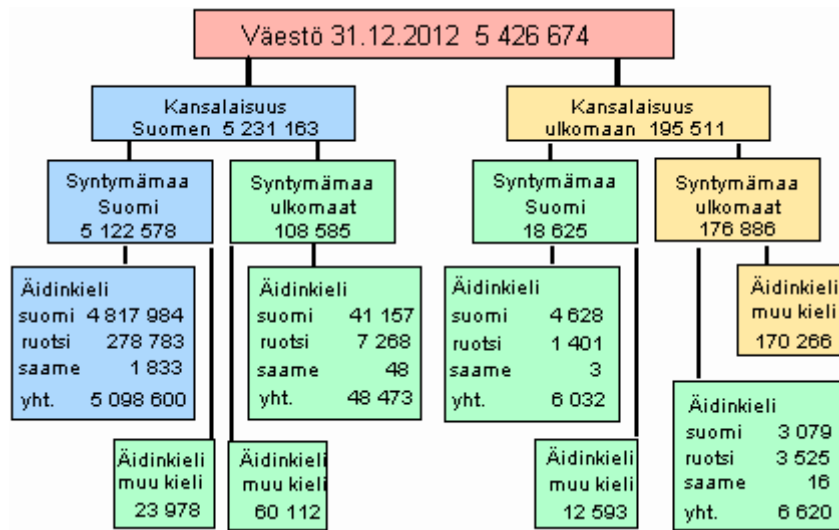 Väestö 31.12.2012 5 426 674
Kansalaisuus
Suomen 5 231 163
Kansalaisuus
ulkomaan 195 511
Syntymämaa
Suomi
5 122 578
Syntymämaa
ulkomaat
108 585
Syntymämaa
Suomi
18 625
Syntymämaa
ulkomaat
176 886
Äidinkieli
suomi 4 817 984
ruotsi 278 783
saame 1 833
yht. 5 098 600
Äidinkieli
suomi 41 157
ruotsi 7 268
saame 48
yht. 48 473
Äidinkieli
suomi 4 628
ruotsi 1 401
saame 3
yht. 6 032
Äidinkieli
muu kieli
170 266
Äidinkieli
muu kieli
23 978
Äidinkieli
muu kieli
60 112
Äidinkieli
muu kieli
12 593
Äidinkieli
suomi 3 079
ruotsi 3 525
saame 16
yht. 6 620